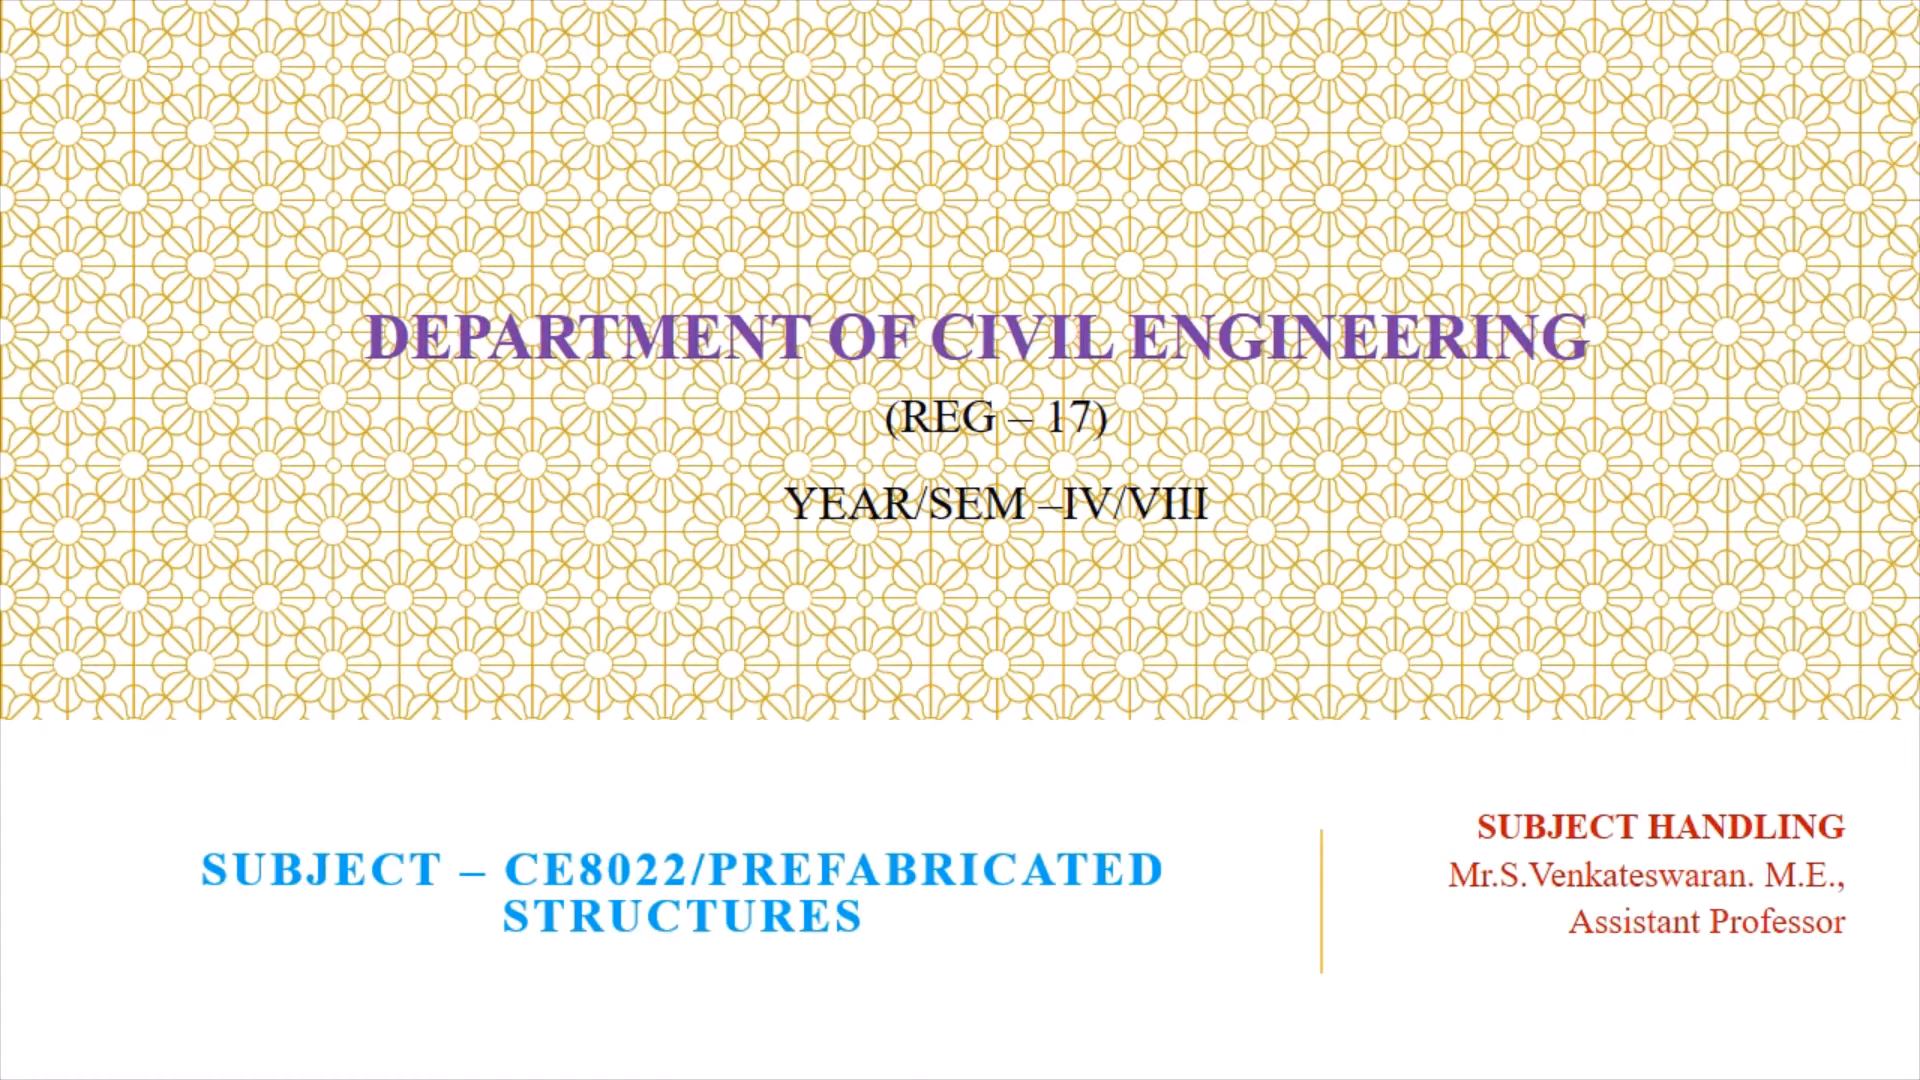 DEPARTMENT OF CIVIL ENGINEERING
(REG – 17)
YEAR/SEM –IV/VIII
SUBJECT – CE8022/PREFABRICATED
STRUCTURES
SUBJECT HANDLING
Mr.S.Venkateswaran. M.E.,
Assistant Professor